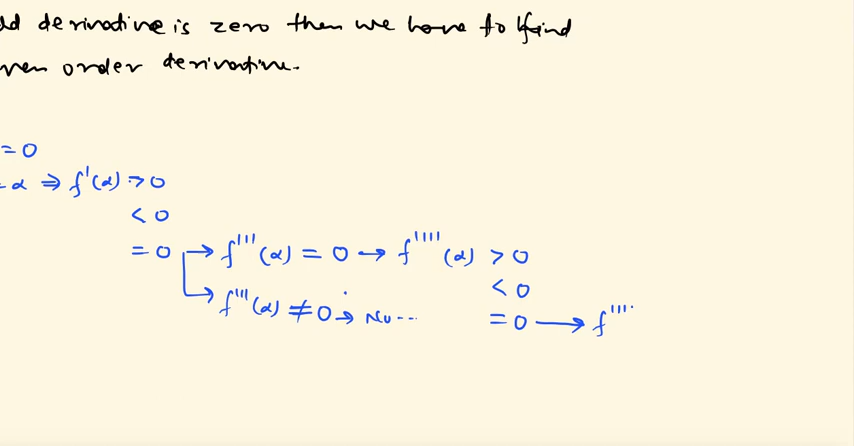 ld derivative is zero then we have to find
ven order derivative.
= 0
= α ⇒ f'(α) > 0
< 0
= 0 → f'''(α) = 0 → f''''(α) > 0
< 0
→ f'''(α) ≠ 0 → No --
= 0 → f''''